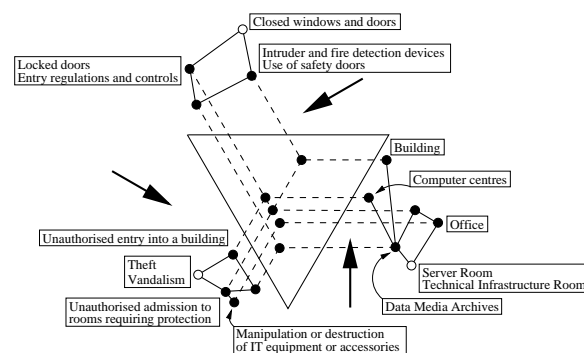 Closed windows and doors
Locked doors
Entry regulations and controls
Intruder and fire detection devices
Use of safety doors
Building
Computer centres
Office
Unauthorised entry into a building
Theft
Vandalism
Server Room
Technical Infrastructure Room
Unauthorised admission to
rooms requiring protection
Data Media Archives
Manipulation or destruction
of IT equipment or accessories